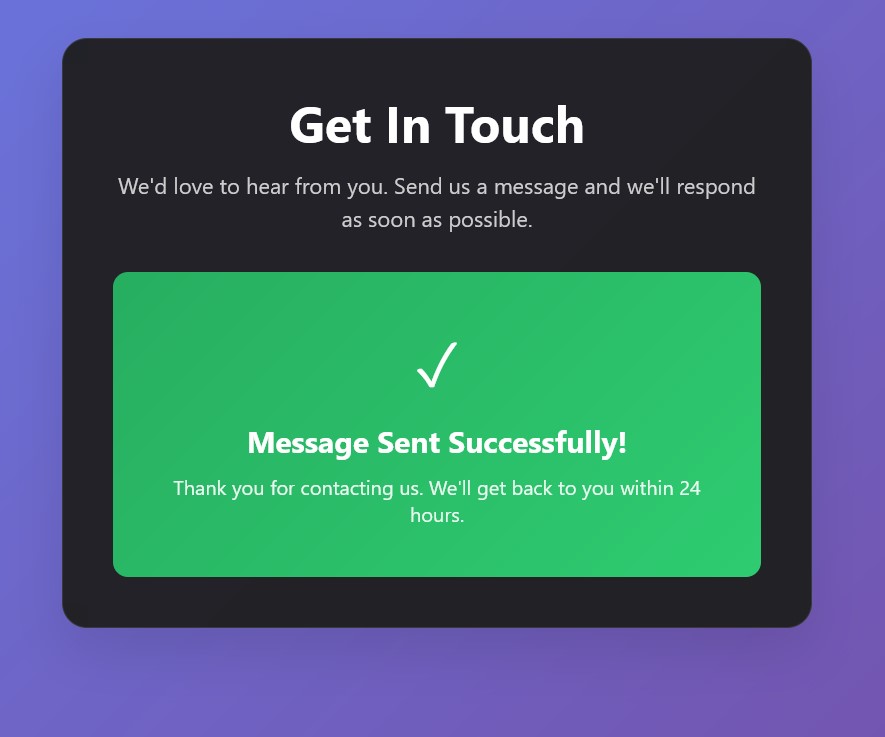 Get In Touch
We'd love to hear from you. Send us a message and we'll respond
as soon as possible.
✓
Message Sent Successfully!
Thank you for contacting us. We'll get back to you within 24
hours.